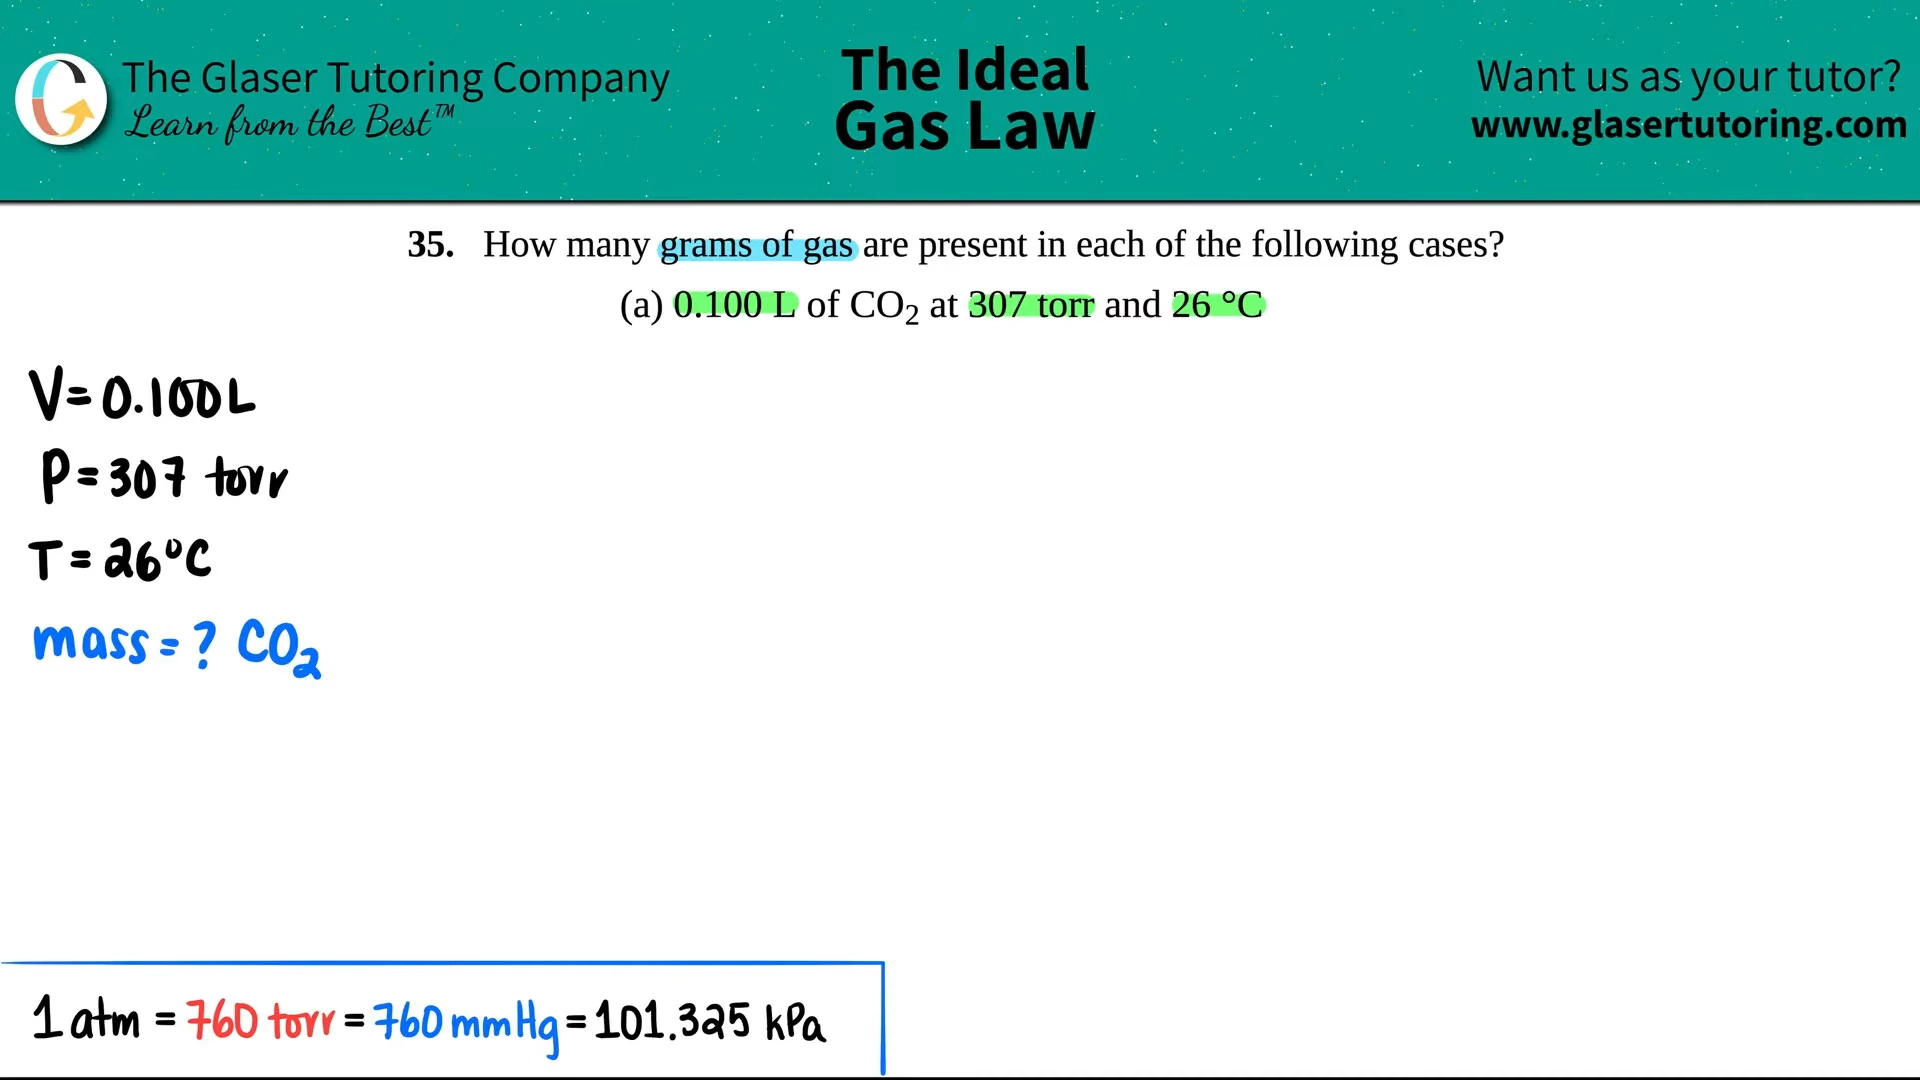 The Glaser Tutoring Company
Learn from the Best™
The Ideal
Gas Law
Want us as your tutor?
www.glasertutoring.com
35. How many grams of gas are present in each of the following cases?
(a) 0.100 L of CO₂ at 307 torr and 26 °C
V = 0.100 L
P = 307 torr
T = 26°C
mass = ? CO₂
1 atm = 760 torr = 760 mmHg = 101.325 kPa